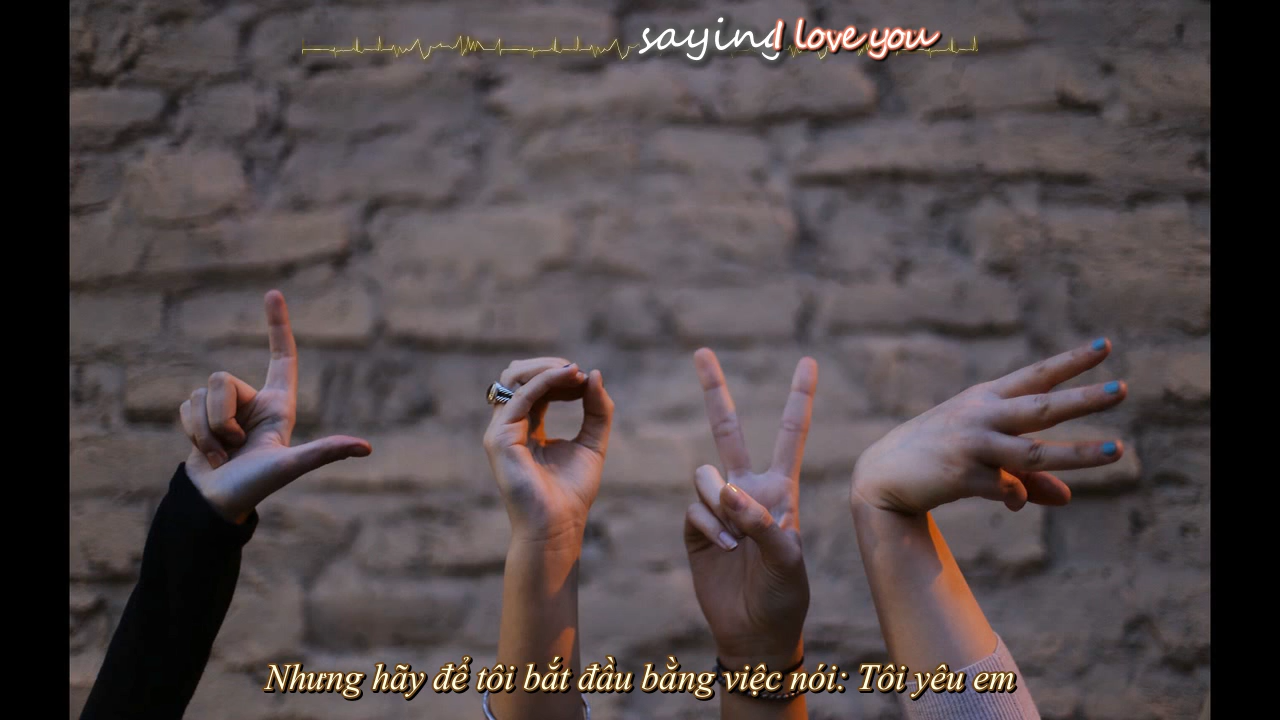 saying I love you
Nhưng hãy để tôi bắt đầu bằng việc nói: Tôi yêu em